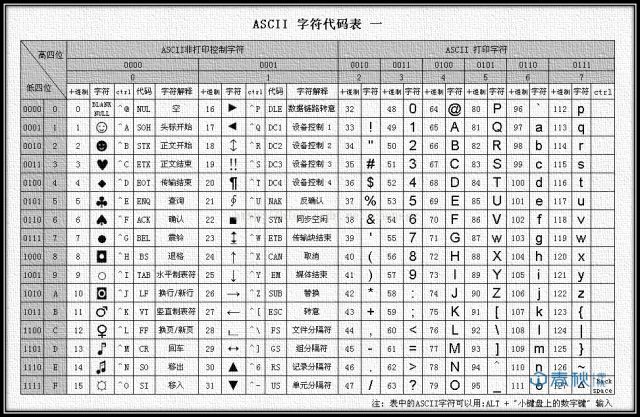 ASCII 字符代码表 一
高四位 ASCII非打印控制字符 ASCII 打印字符
0000 0001 0010 0011 0100 0101 0110 0111
低四位 0 1 2 3 4 5 6 7
十进制 字符 ctrl 代码 字符解释 十进制 字符 ctrl 代码 字符解释 十进制 字符 十进制 字符 十进制 字符 十进制 字符 十进制 字符 十进制 字符 ctrl
0000 0 0 BLANK NULL ^@ NUL 空 16 ► ^P DLE 数据链路转意 32 48 0 64 @ 80 P 96 ` 112 p
0001 1 1 ☺ ^A SOH 头标开始 17 ◄ ^Q DC1 设备控制 1 33 ! 49 1 65 A 81 Q 97 a 113 q
0010 2 2 ☻ ^B STX 正文开始 18 ↕ ^R DC2 设备控制 2 34 " 50 2 66 B 82 R 98 b 114 r
0011 3 3 ♥ ^C ETX 正文结束 19 ‼ ^S DC3 设备控制 3 35 # 51 3 67 C 83 S 99 c 115 s
0100 4 4 ♦ ^D EOT 传输结束 20 ¶ ^T DC4 设备控制 4 36 $ 52 4 68 D 84 T 100 d 116 t
0101 5 5 ♣ ^E ENQ 查询 21 ∮ ^U NAK 反确认 37 % 53 5 69 E 85 U 101 e 117 u
0110 6 6 ♠ ^F ACK 确认 22 ■ ^V SYN 同步空闲 38 & 54 6 70 F 86 V 102 f 118 v
0111 7 7 ● ^G BEL 震铃 23 ↨ ^W ETB 传输块结束 39 ' 55 7 71 G 87 w 103 g 119 w
1000 8 8 ◘ ^H BS 退格 24 ↑ ^X CAN 取消 40 ( 56 8 72 H 88 X 104 h 120 x
1001 9 9 ○ ^I TAB 水平制表符 25 ↓ ^Y EM 媒体结束 41 ) 57 9 73 I 89 Y 105 i 121 y
1010 A 10 ◙ ^J LF 换行/新行 26 → ^Z SUB 替换 42 * 58 : 74 J 90 Z 106 j 122 z
1011 B 11 ♂ ^K VT 竖直制表符 27 ← ^[ ESC 转意 43 + 59 ; 75 K 91 [ 107 k 123 {
1100 C 12 ♀ ^L FF 换页/新页 28 ∟ ^\ FS 文件分隔符 44 , 60 < 76 L 92 \ 108 l 124 |
1101 D 13 ♪ ^M CR 回车 29 ↔ ^] GS 组分隔符 45 - 61 = 77 M 93 ] 109 m 125 }
1110 E 14 ♫ ^N SO 移出 30 ▲ ^6 RS 记录分隔符 46 . 62 > 78 N 94 ^ 110 n 126 ~
1111 F 15 ☼ ^O SI 移入 31 ▼ ^- US 单元分隔符 47 / 63 ? 79 O 95 _ 111 Back space
春秋
注：表中的ASCII字符可以用:ALT + "小键盘上的数字键" 输入